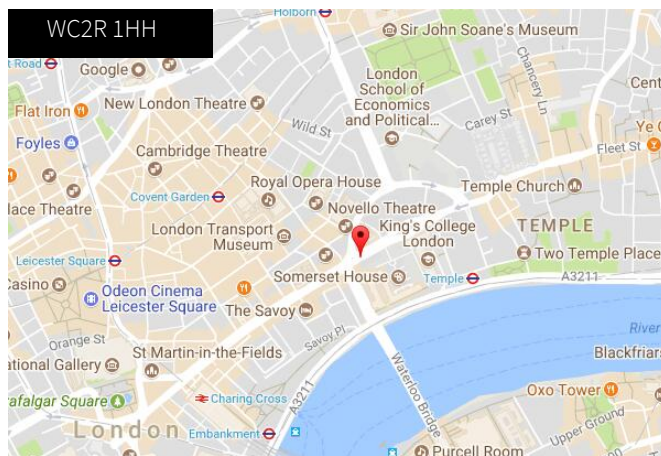 WC2R 1HH
Holborn
Sir John Soane's Museum
Road
Google
London
School of
Economics
and Political...
Chancery Ln
Flat Iron
New London Theatre
Wild St
Carey St
Foyles
Cambridge Theatre
Ye
Fleet St
Royal Opera House
Temple Church
lace Theatre
Covent Garden
Novello Theatre
London Transport
Museum
King's College
London
TEMPLE
Leicester Square
Two Temple Place
Casino
Somerset House
Temple
A3211
Odeon Cinema
Leicester Square
The Savoy
Savoy Pl
River
Orange St
St Martin-in-the-Fields
Blackfriars
ational Gallery
Waterloo Bridge
Oxo Tower
rafalgar Square
Charing Cross
A3211
London
Upper Ground
Embankment
Purcell Room